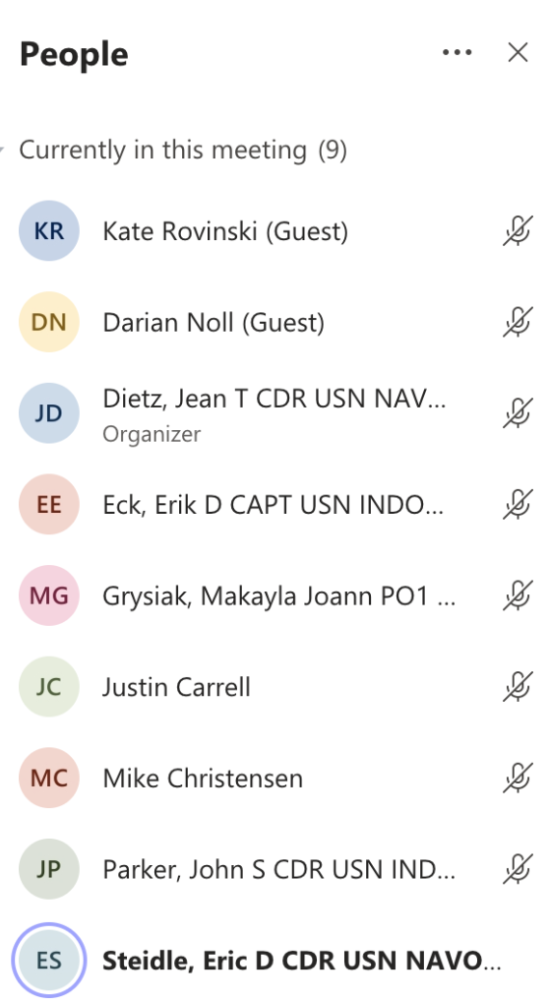 People
Currently in this meeting (9)
KR Kate Rovinski (Guest)
DN Darian Noll (Guest)
JD Dietz, Jean T CDR USN NAV...
Organizer
EE Eck, Erik D CAPT USN INDO...
MG Grysiak, Makayla Joann PO1 ...
JC Justin Carrell
MC Mike Christensen
JP Parker, John S CDR USN IND...
ES Steidle, Eric D CDR USN NAVO...